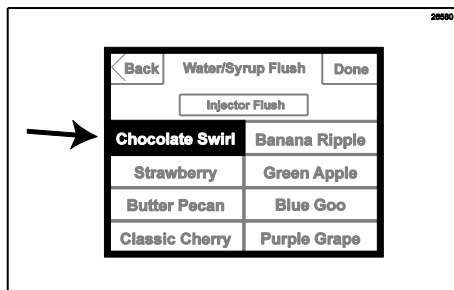 26580
Back Water/Syrup Flush Done
Injector Flush
Chocolate Swirl Banana Ripple
Strawberry Green Apple
Butter Pecan Blue Goo
Classic Cherry Purple Grape